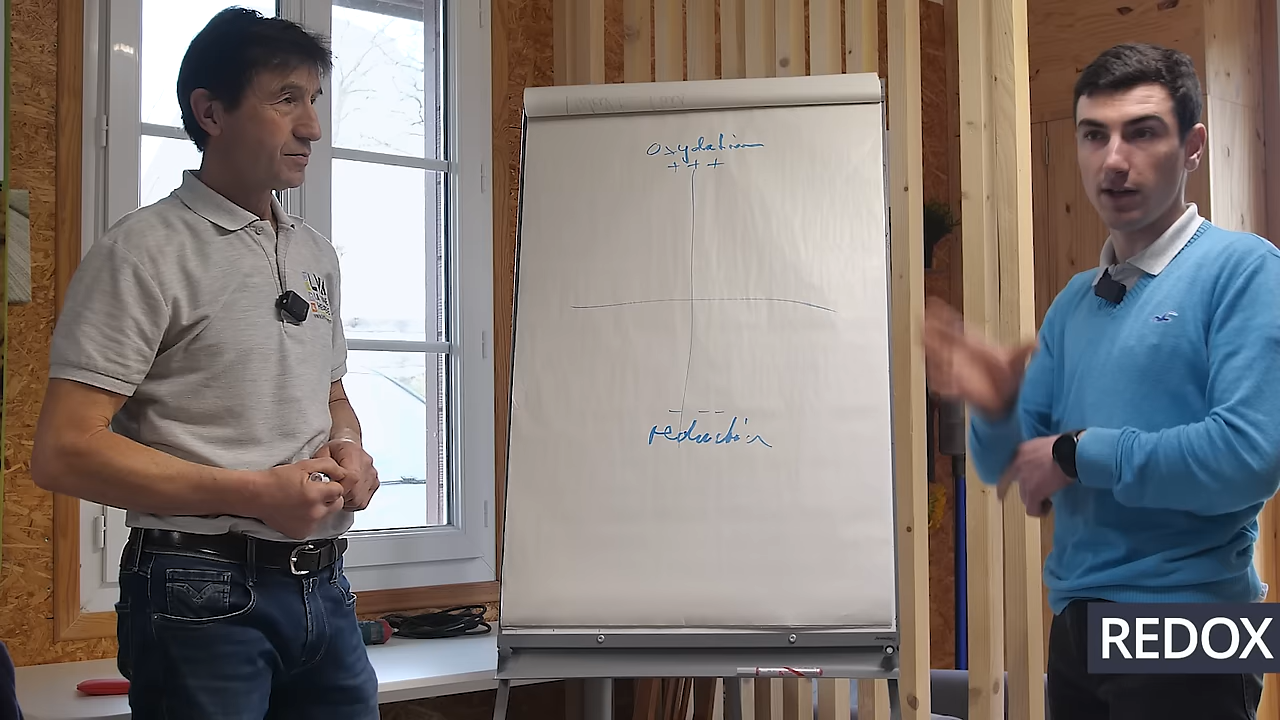 oxydation
+ + +
- - -
reduction
REDOX